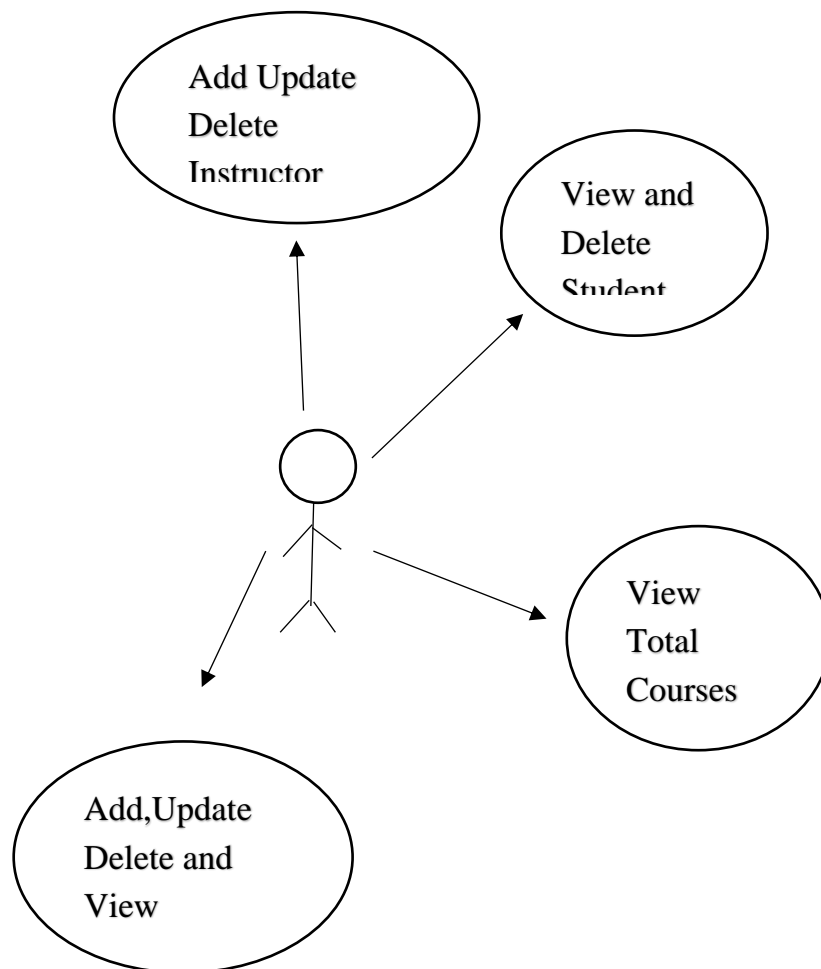 Add Update
Delete
Instructor
View and
Delete
Student
View
Total
Courses
Add,Update
Delete and
View